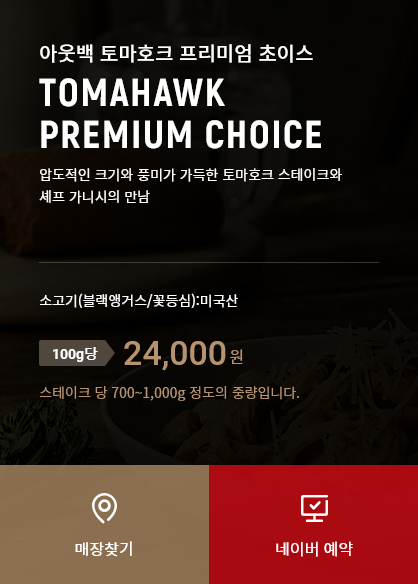 아웃백 토마호크 프리미엄 초이스
TOMAHAWK
PREMIUM CHOICE
압도적인 크기와 풍미가 가득한 토마호크 스테이크와
셰프 가니시의 만남
소고기(블랙앵거스/꽃등심):미국산
100g당 24,000원
스테이크 당 700~1,000g 정도의 중량입니다.
매장찾기 네이버 예약